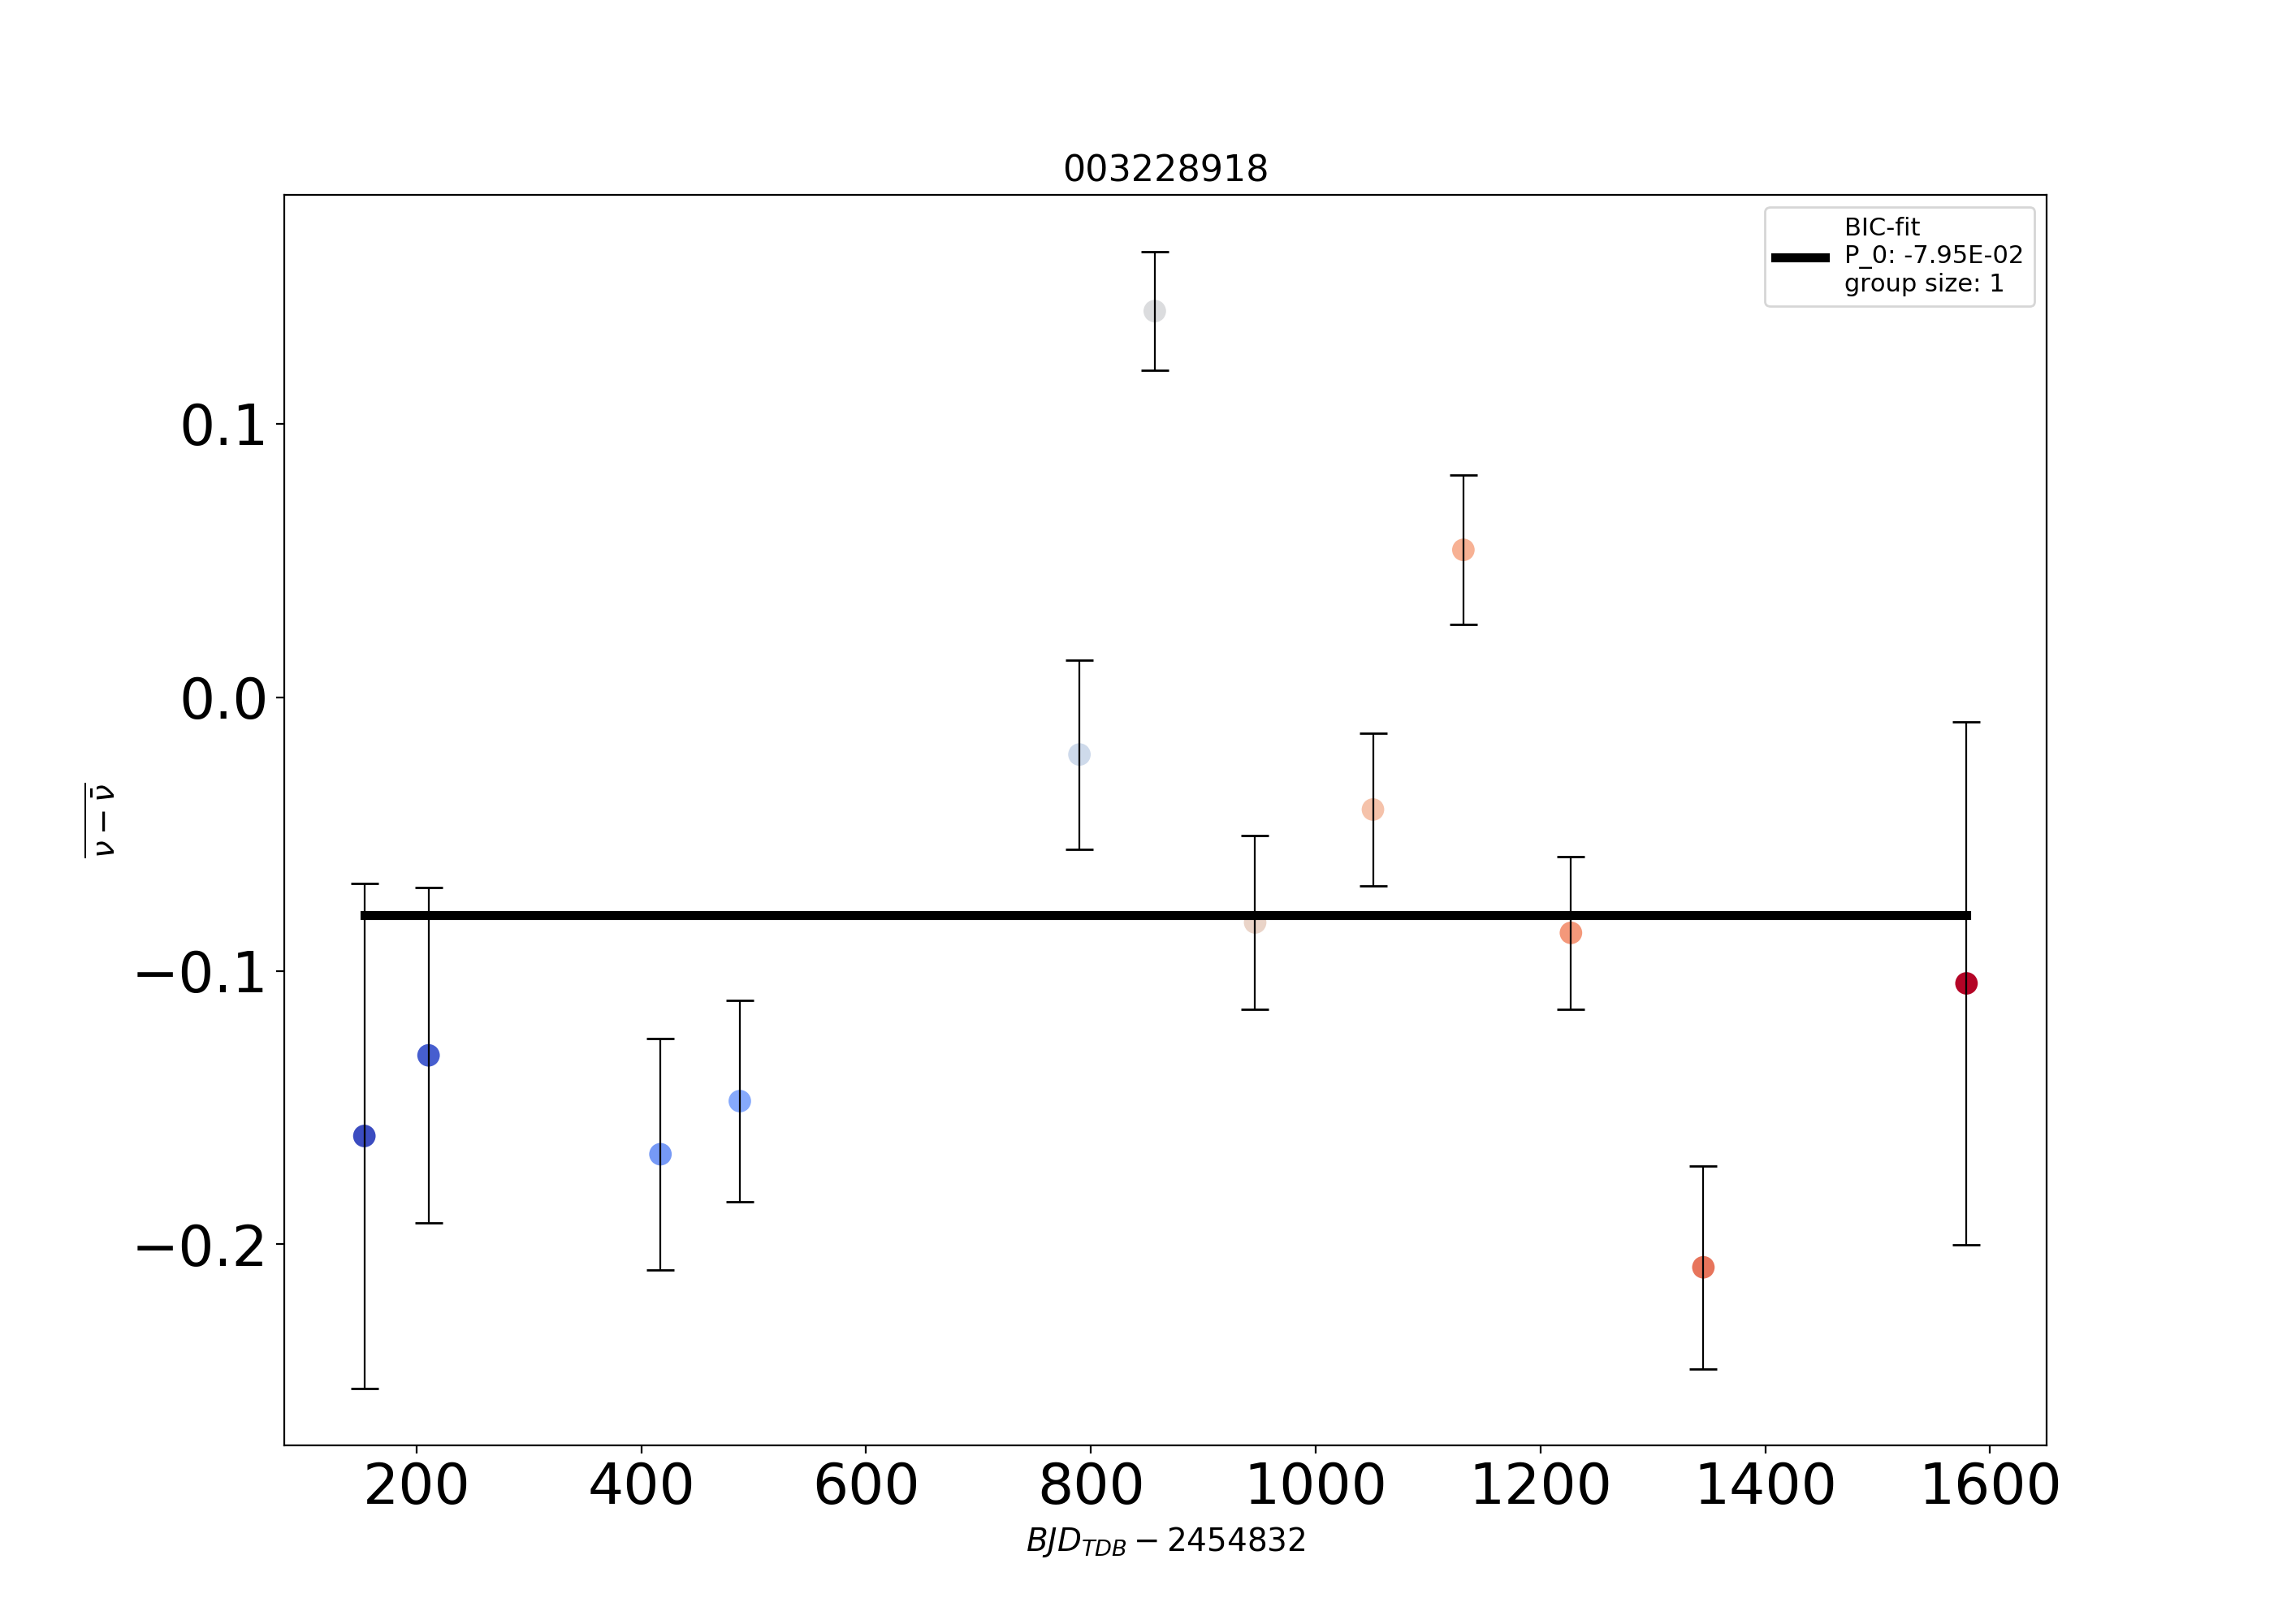 003228918
BIC-fit
P_0: -7.95E-02
group size: 1
0.1
0.0
−0.1
−0.2
ν − ν̄
200 400 600 800 1000 1200 1400 1600
BJD_TDB − 2454832